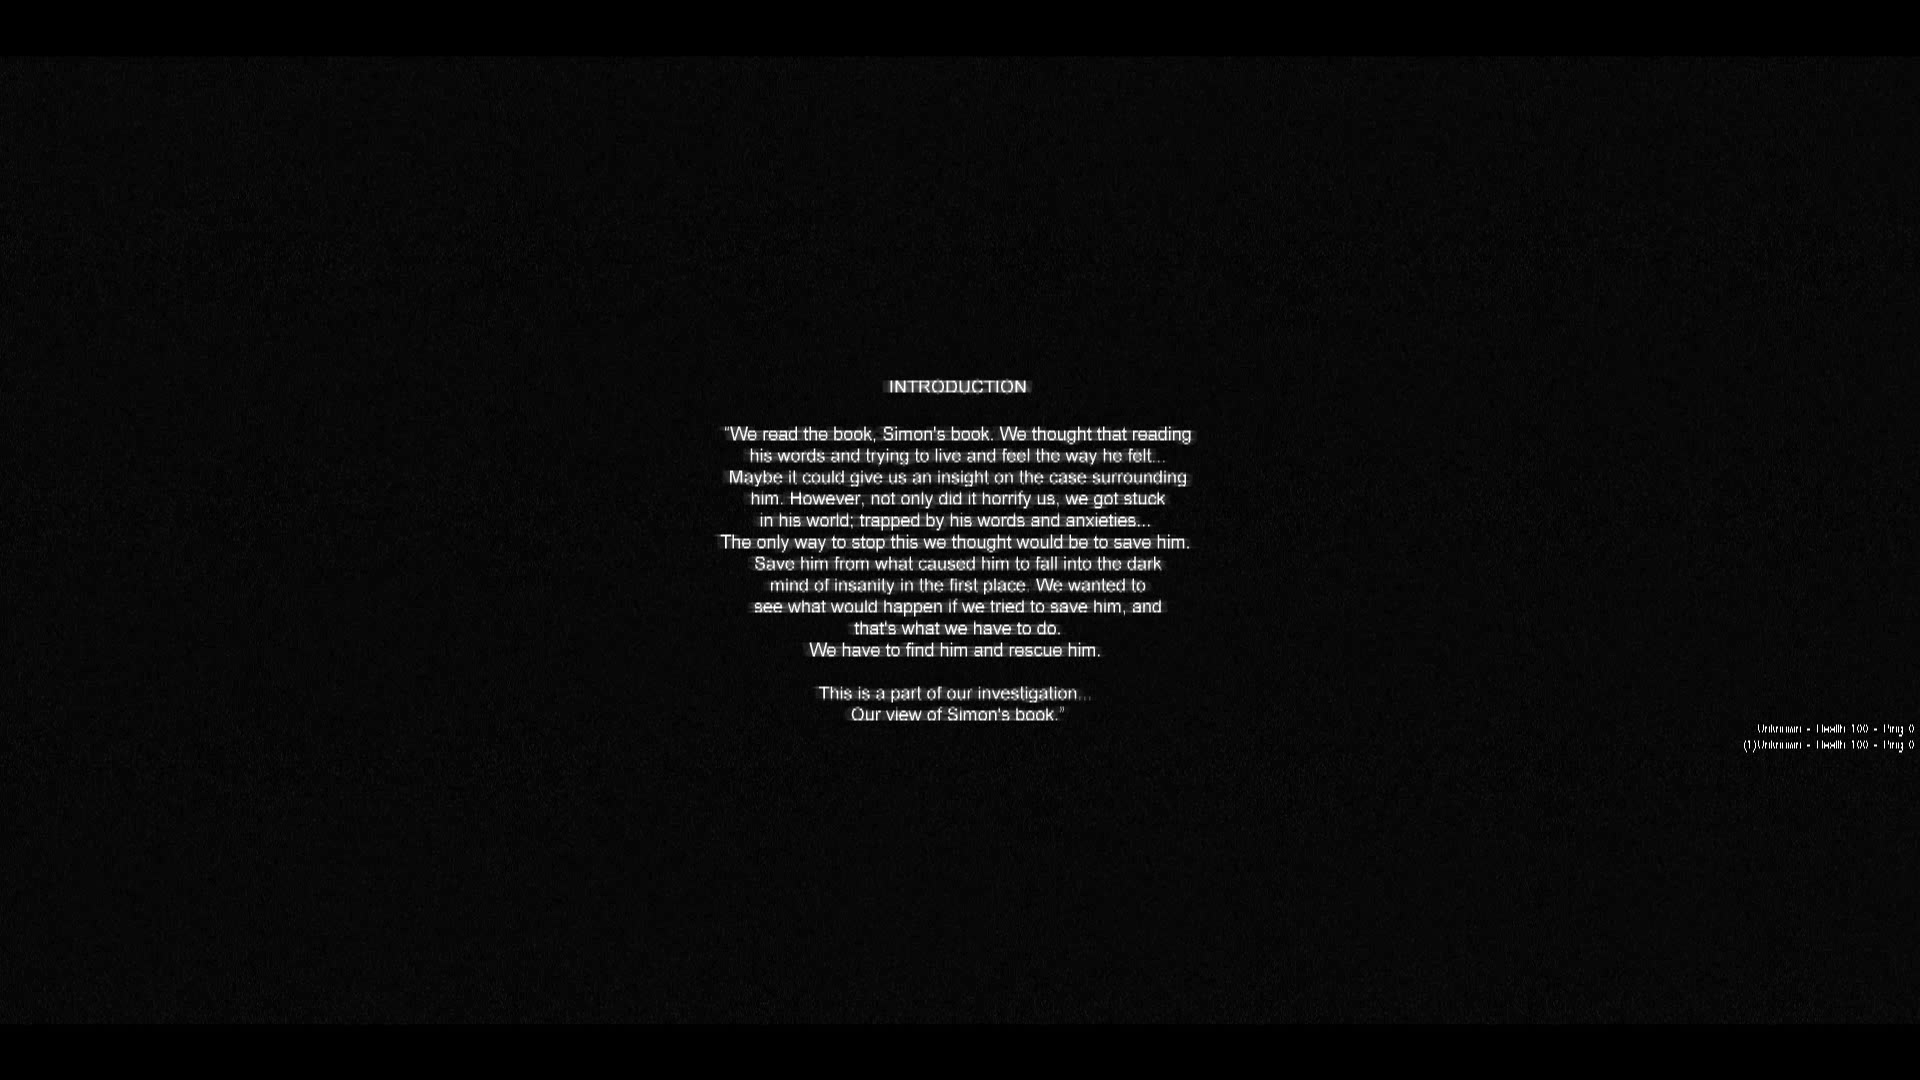 INTRODUCTION
“We read the book, Simon's book. We thought that reading
his words and trying to live and feel the way he felt...
Maybe it could give us an insight on the case surrounding
him. However, not only did it horrify us, we got stuck
in his world; trapped by his words and anxieties...
The only way to stop this we thought would be to save him.
Save him from what caused him to fall into the dark
mind of insanity in the first place. We wanted to
see what would happen if we tried to save him, and
that's what we have to do.
We have to find him and rescue him.
This is a part of our investigation...
Our view of Simon's book.”
Unknown - Health 100 - Ping 0
(1)Unknown - Health 100 - Ping 0